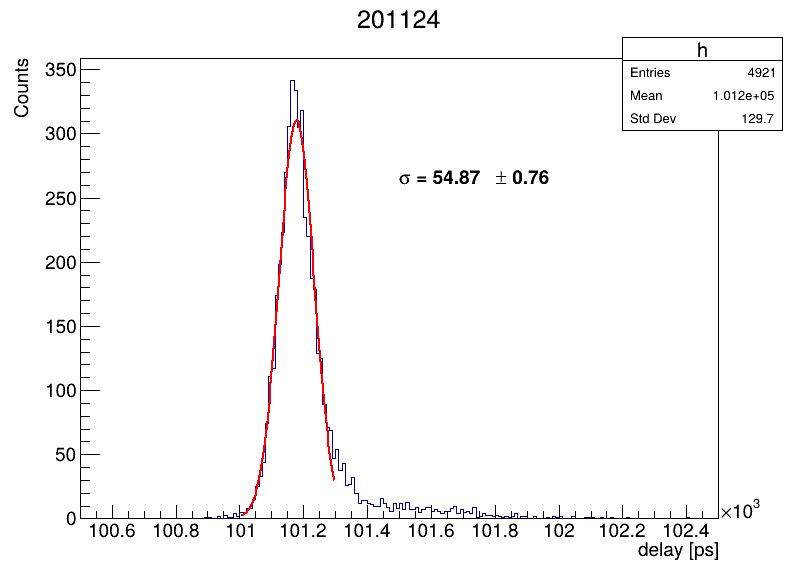 201124
h
Entries 4921
Mean 1.012e+05
Std Dev 129.7
Counts
350
300
250
200
150
100
50
0
σ = 54.87 ± 0.76
100.6 100.8 101 101.2 101.4 101.6 101.8 102 102.2 102.4
×10³
delay [ps]